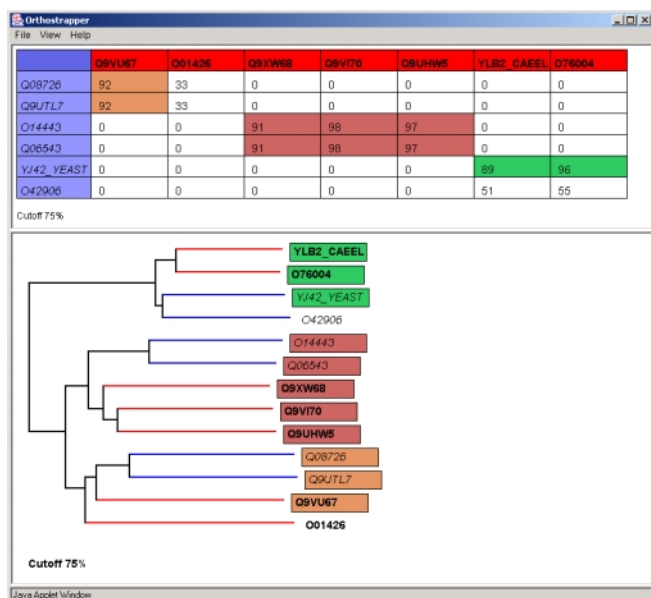 Orthostrapper
File View Help
Q9VU67 O01426 Q9XW68 Q9VI70 Q9UHW5 YLB2_CAEEL O76004
Q08726 92 33 0 0 0 0 0
Q9UTL7 92 33 0 0 0 0 0
O14443 0 0 91 98 97 0 0
Q06543 0 0 91 98 97 0 0
YJ42_YEAST 0 0 0 0 0 89 96
O42906 0 0 0 0 0 51 55
Cutoff 75%
YLB2_CAEEL
O76004
YJ42_YEAST
O42906
O14443
Q06543
Q9XW68
Q9VI70
Q9UHW5
Q08726
Q9UTL7
Q9VU67
O01426
Cutoff 75%
Java Applet Window